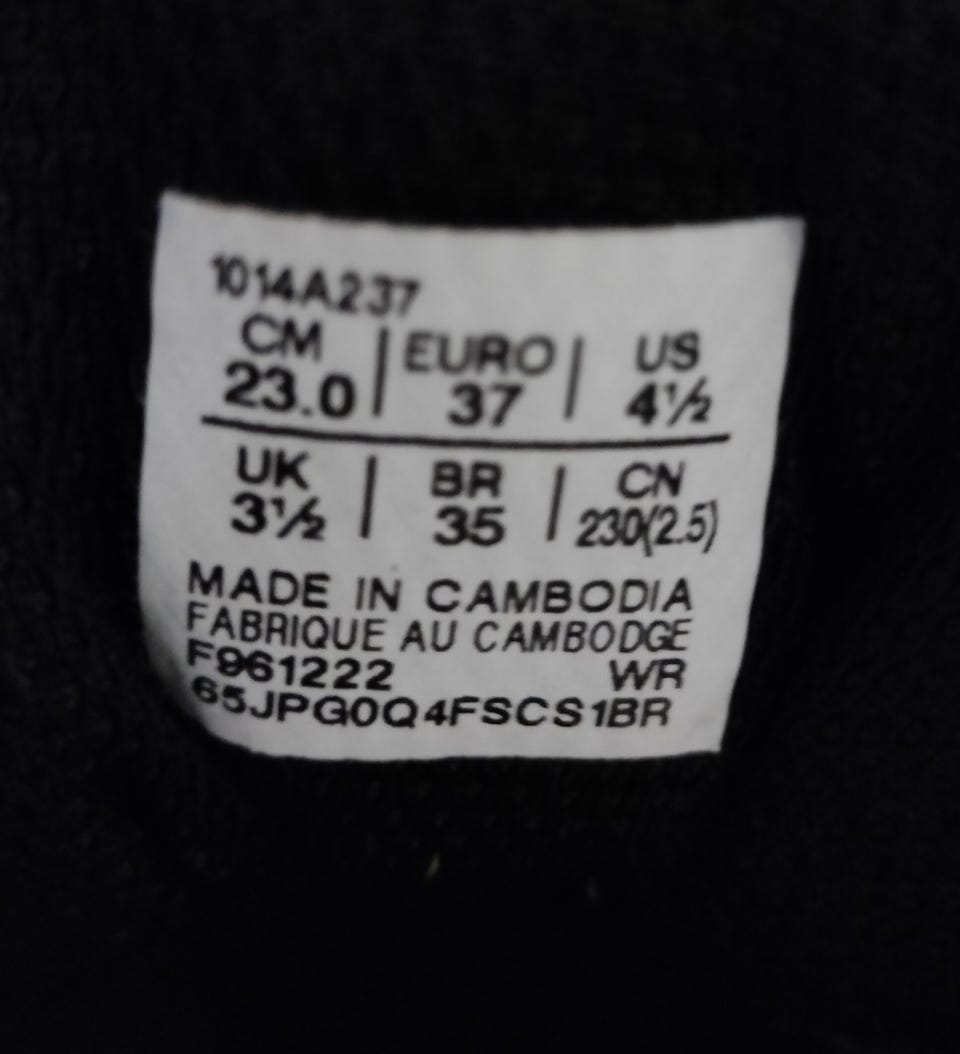 1014A237
CM | EURO | US
23.0 | 37 | 4½
UK | BR | CN
3½ | 35 | 230(2.5)
MADE IN CAMBODIA
FABRIQUE AU CAMBODGE
F961222 WR
65JPG0Q4FSCS1BR